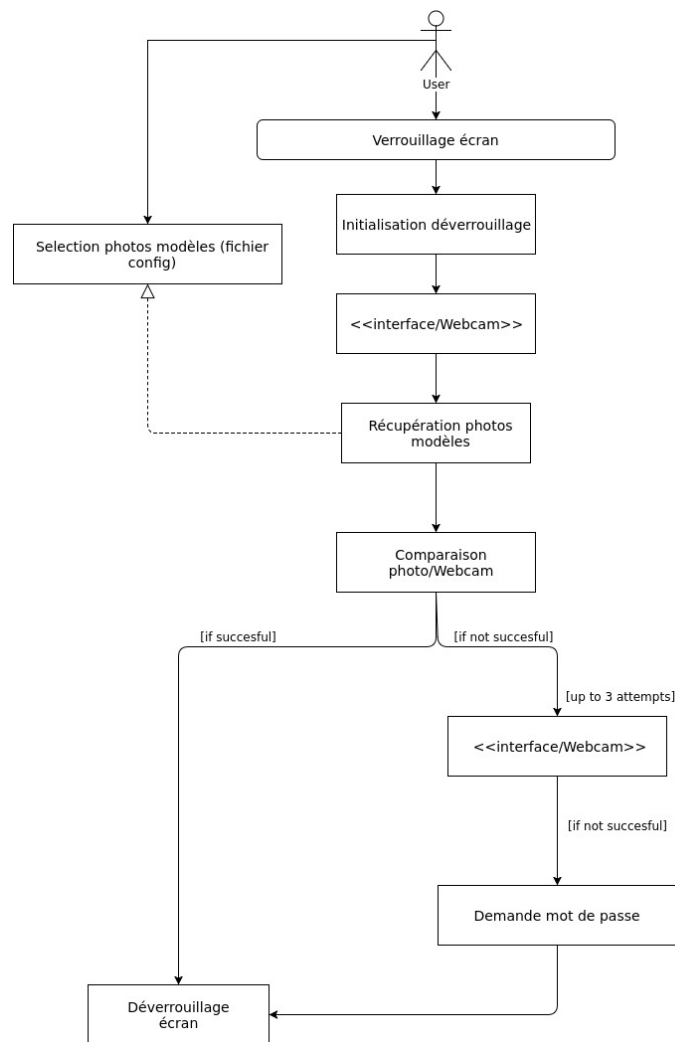 User
Verrouillage écran
Initialisation déverrouillage
Selection photos modèles (fichier
config)
<<interface/Webcam>>
Récupération photos
modèles
Comparaison
photo/Webcam
[if succesful]
[if not succesful]
[up to 3 attempts]
<<interface/Webcam>>
[if not succesful]
Demande mot de passe
Déverrouillage
écran